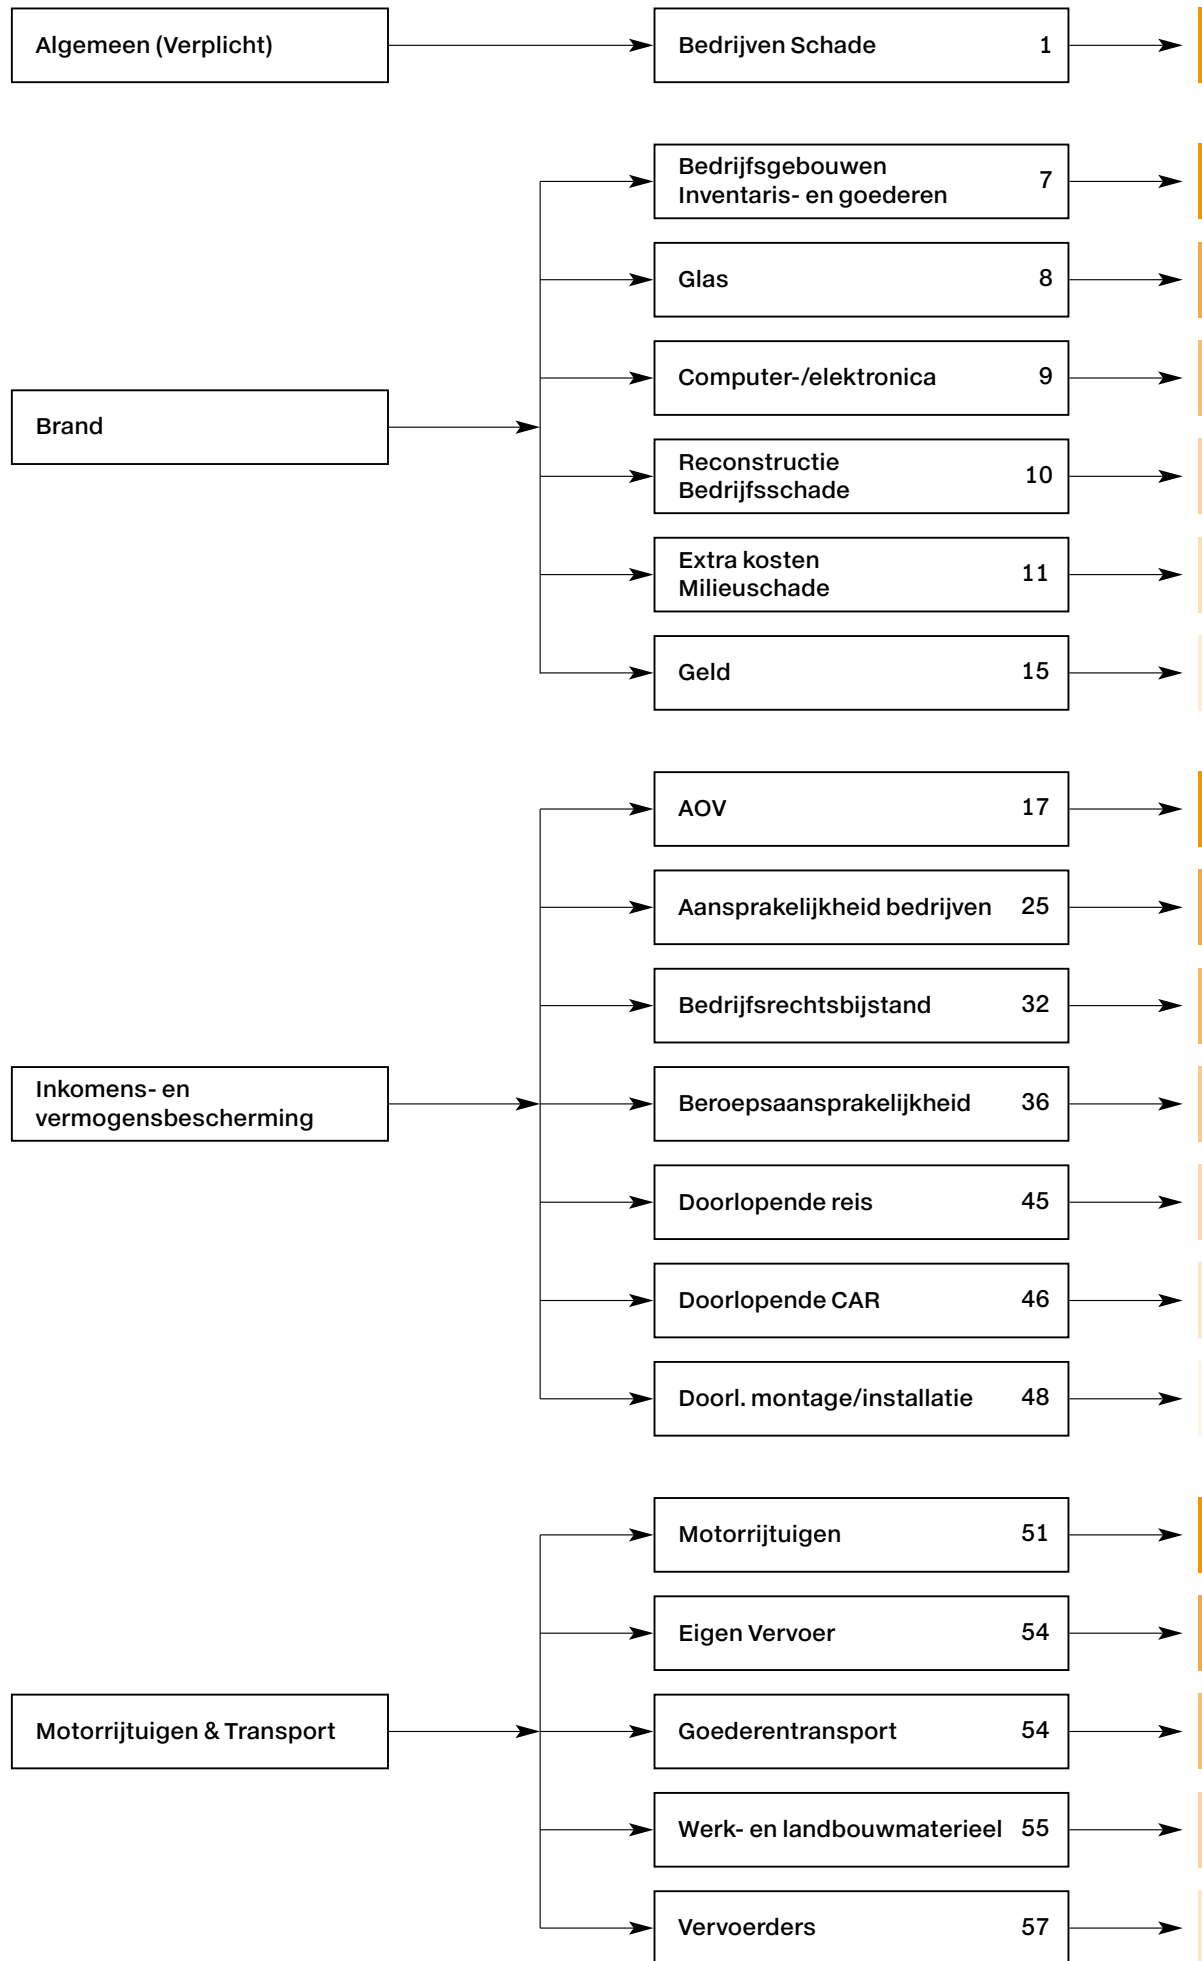 Algemeen (Verplicht)
Bedrijven Schade 1
Bedrijfsgebouwen
Inventaris- en goederen 7
Glas 8
Computer-/elektronica 9
Brand
Reconstructie
Bedrijfsschade 10
Extra kosten
Milieuschade 11
Geld 15
AOV 17
Aansprakelijkheid bedrijven 25
Bedrijfsrechtsbijstand 32
Inkomens- en
vermogensbescherming
Beroepsaansprakelijkheid 36
Doorlopende reis 45
Doorlopende CAR 46
Doorl. montage/installatie 48
Motorrijtuigen 51
Eigen Vervoer 54
Motorrijtuigen & Transport
Goederentransport 54
Werk- en landbouwmaterieel 55
Vervoerders 57